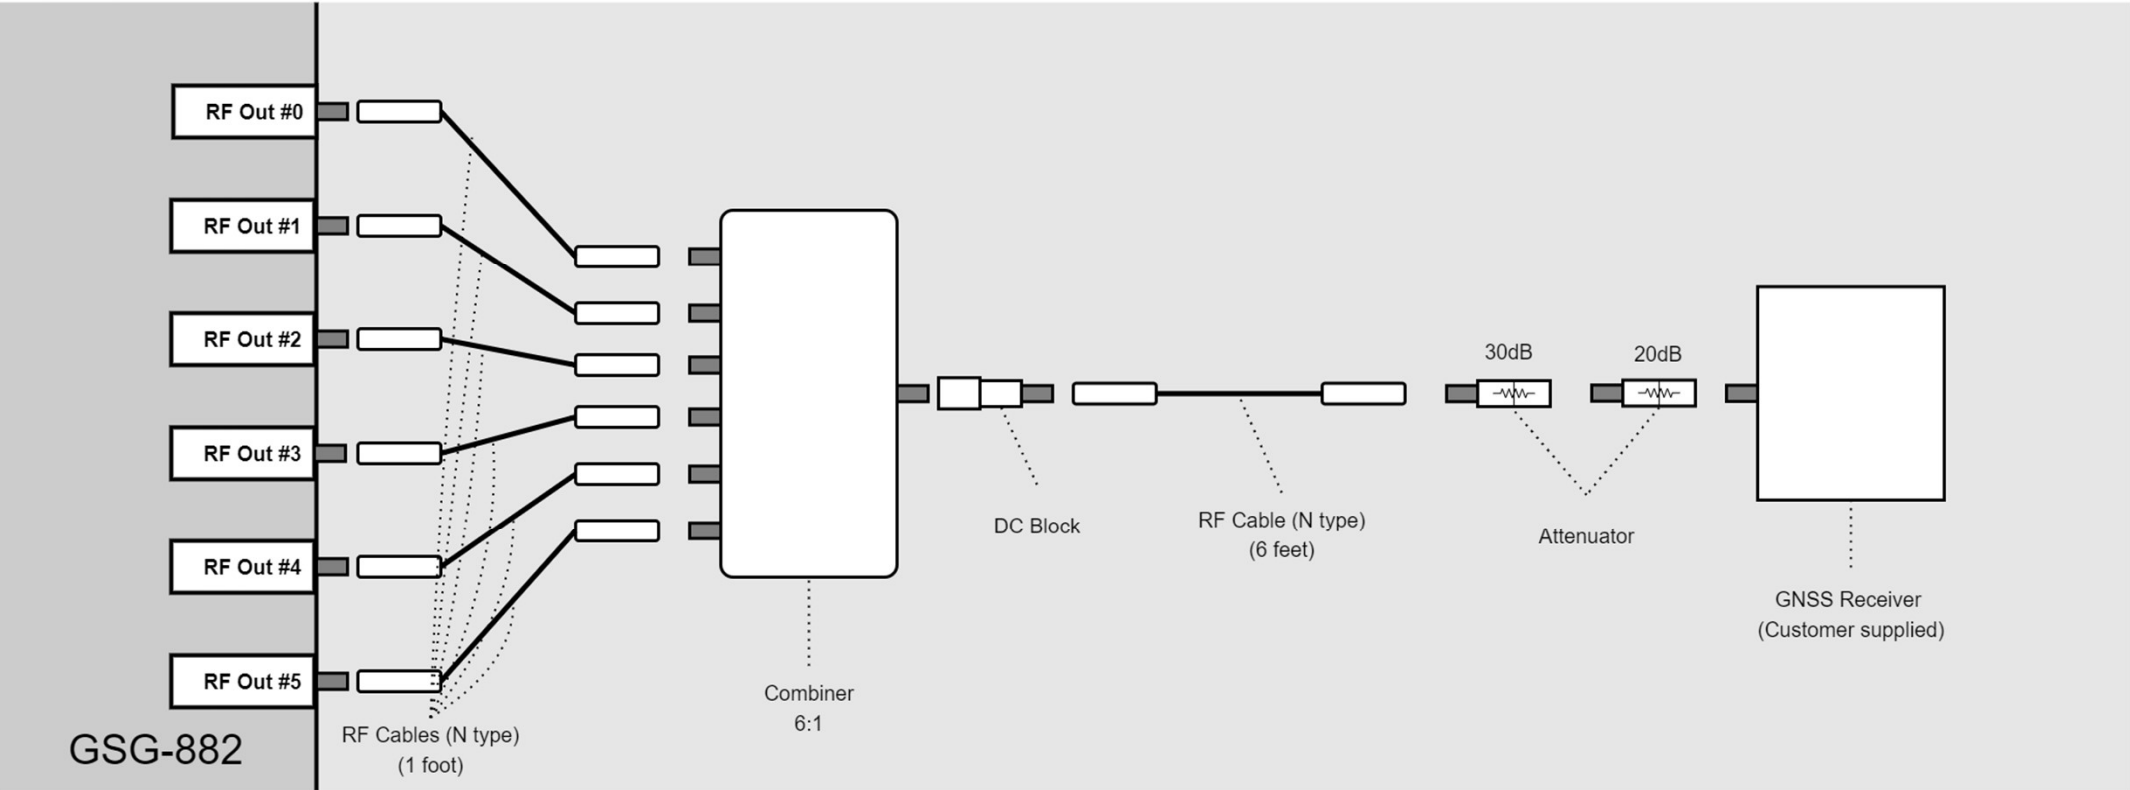 RF Out #0
RF Out #1
RF Out #2
RF Out #3
RF Out #4
RF Out #5
GSG-882
RF Cables (N type)
(1 foot)
Combiner
6:1
DC Block
RF Cable (N type)
(6 feet)
30dB
20dB
Attenuator
GNSS Receiver
(Customer supplied)